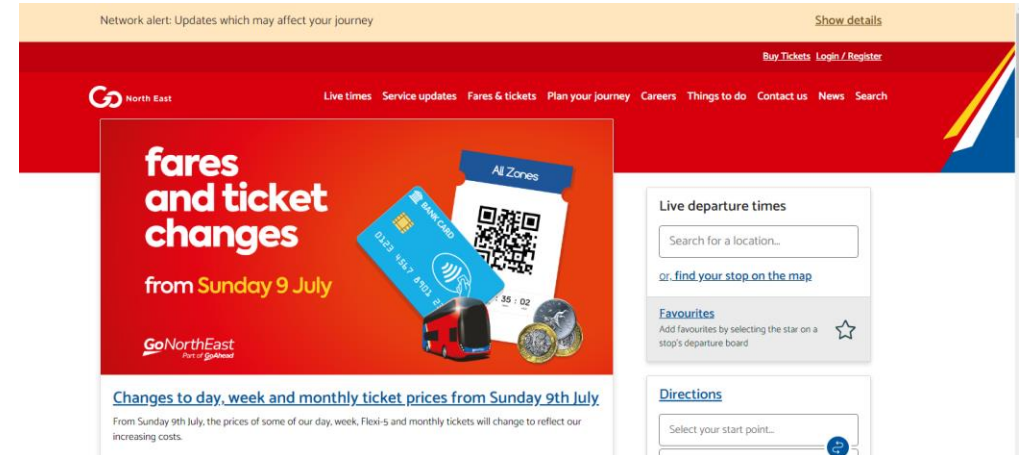 Network alert: Updates which may affect your journey
Show details
Buy Tickets Login / Register
GO North East
Live times Service updates Fares & tickets Plan your journey Careers Things to do Contact us News Search
fares
and ticket
changes
from Sunday 9 July
GoNorthEast
Part of GoAhead
All Zones
BANK CARD
0123 4567 8901
: 35 : 02
Changes to day, week and monthly ticket prices from Sunday 9th July
From Sunday 9th July, the prices of some of our day, week, Flexi-5 and monthly tickets will change to reflect our
increasing costs.
Live departure times
Search for a location...
or, find your stop on the map
Favourites
Add favourites by selecting the star on a
stop's departure board
Directions
Select your start point...